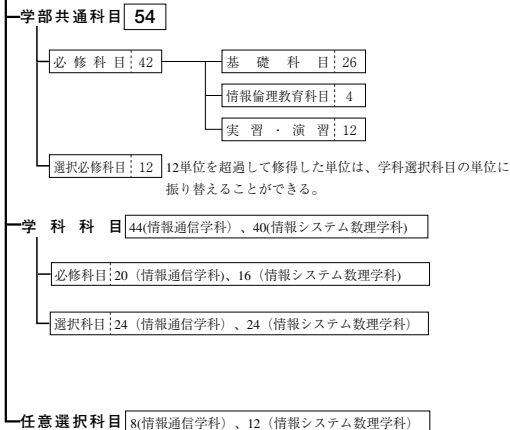 学部共通科目 54
必修科目 42
基礎科目 26
情報倫理教育科目 4
実習・演習 12
選択必修科目 12 12単位を超過して修得した単位は、学科選択科目の単位に
振り替えることができる。
学科科目 44(情報通信学科)、40(情報システム数理学科)
必修科目 20(情報通信学科)、16(情報システム数理学科)
選択科目 24(情報通信学科)、24(情報システム数理学科)
任意選択科目 8(情報通信学科)、12(情報システム数理学科)